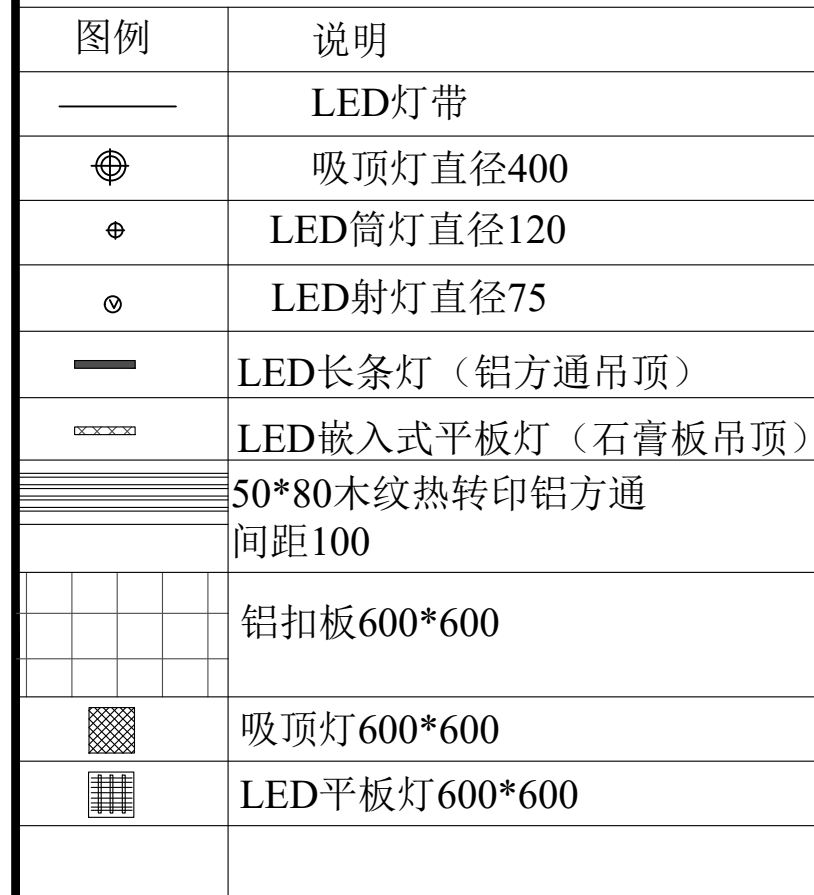 图例
说明
LED灯带
吸顶灯直径400
LED筒灯直径120
LED射灯直径75
LED长条灯（铝方通吊顶）
LED嵌入式平板灯（石膏板吊顶）
50*80木纹热转印铝方通
间距100
铝扣板600*600
吸顶灯600*600
LED平板灯600*600